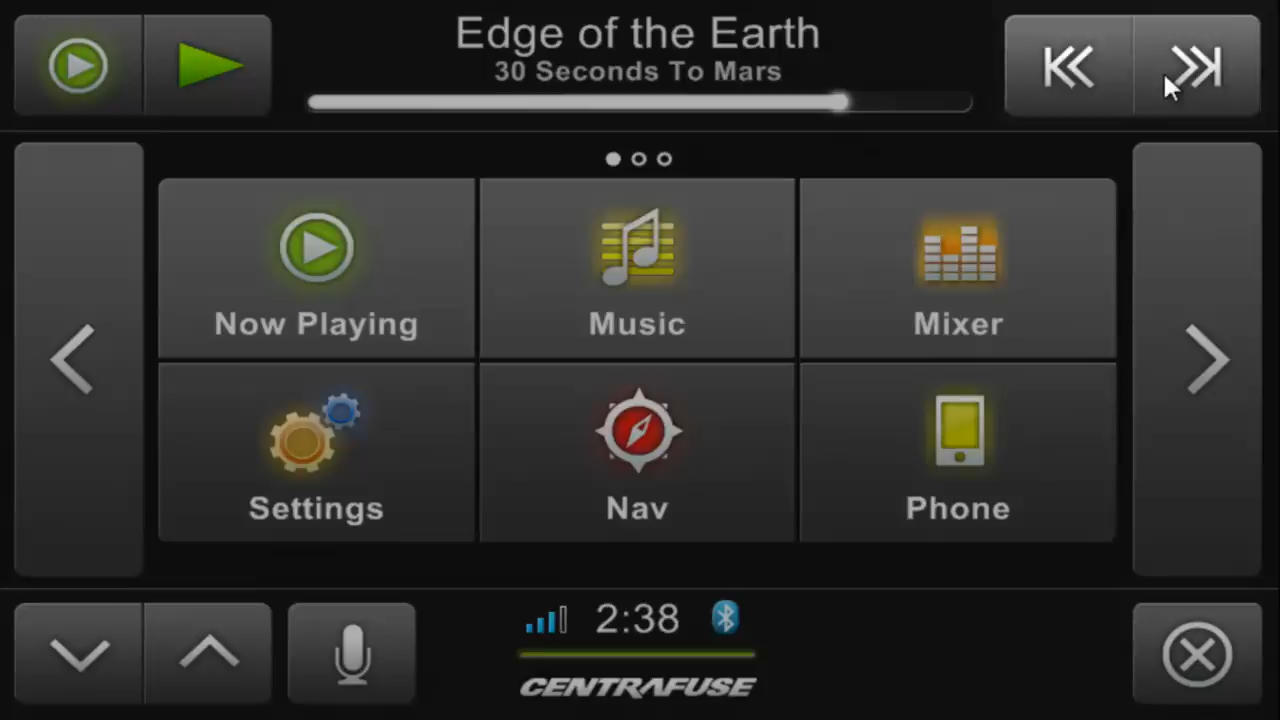 Edge of the Earth
30 Seconds To Mars
Now Playing
Music
Mixer
Settings
Nav
Phone
2:38
CENTRAFUSE